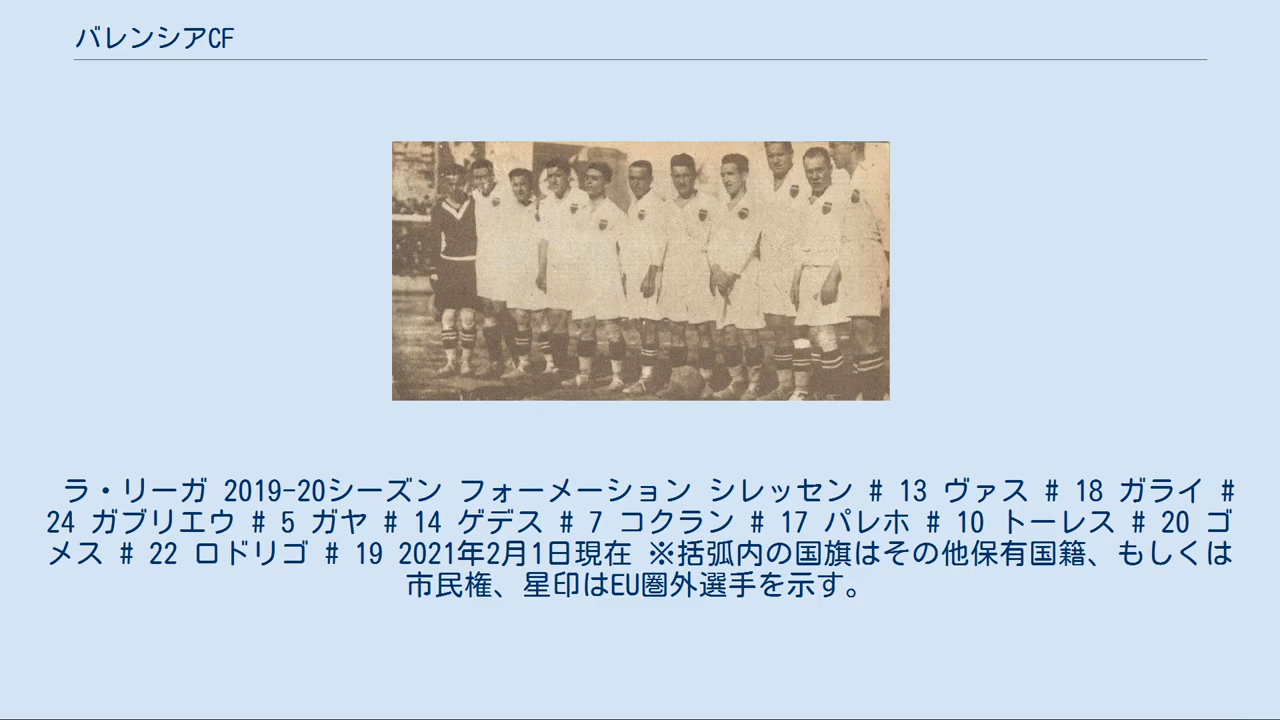 バレンシアCF
ラ・リーガ 2019-20シーズン フォーメーション シレッセン # 13 ヴァス # 18 ガライ #
24 ガブリエウ # 5 ガヤ # 14 ゲデス # 7 コクラン # 17 パレホ # 10 トーレス # 20 ゴ
メス # 22 ロドリゴ # 19 2021年2月1日現在 ※括弧内の国旗はその他保有国籍、もしくは
市民権、星印はEU圏外選手を示す。